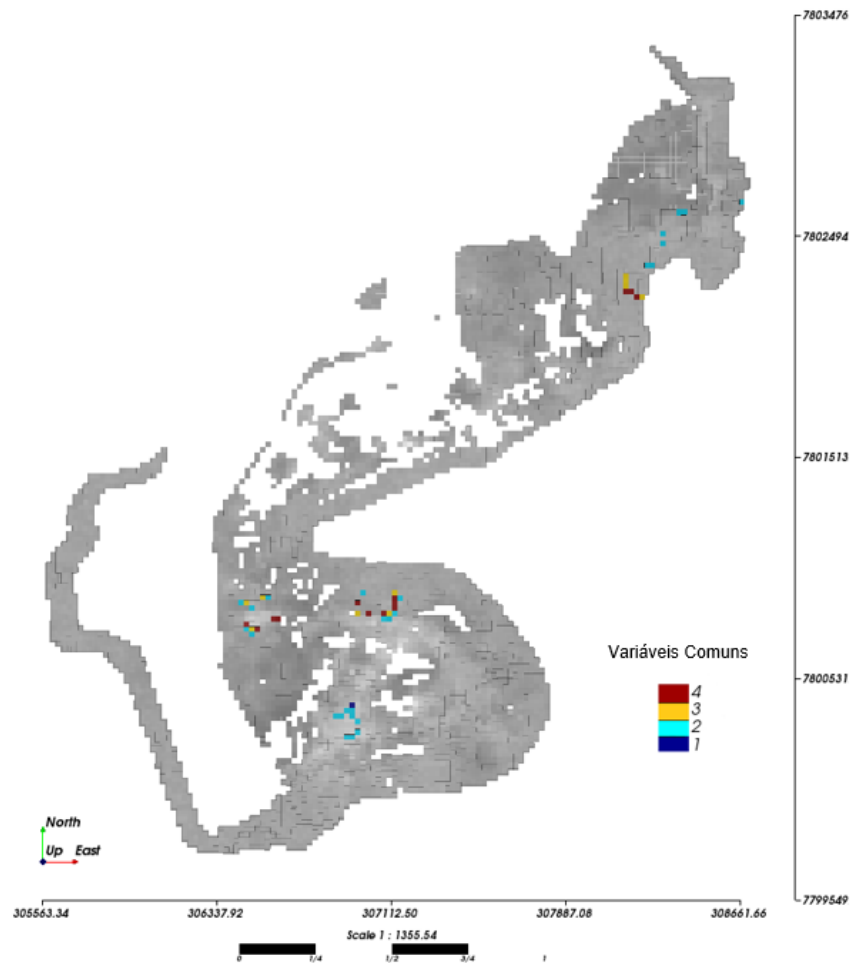 7803476
7802494
7801513
Variáveis Comuns
7800531
4
3
2
1
North
Up East
7799549
305563.34 306337.92 307112.50 307887.08 308661.66
Scale 1 : 1355.54
0 1/4 1/2 3/4 1